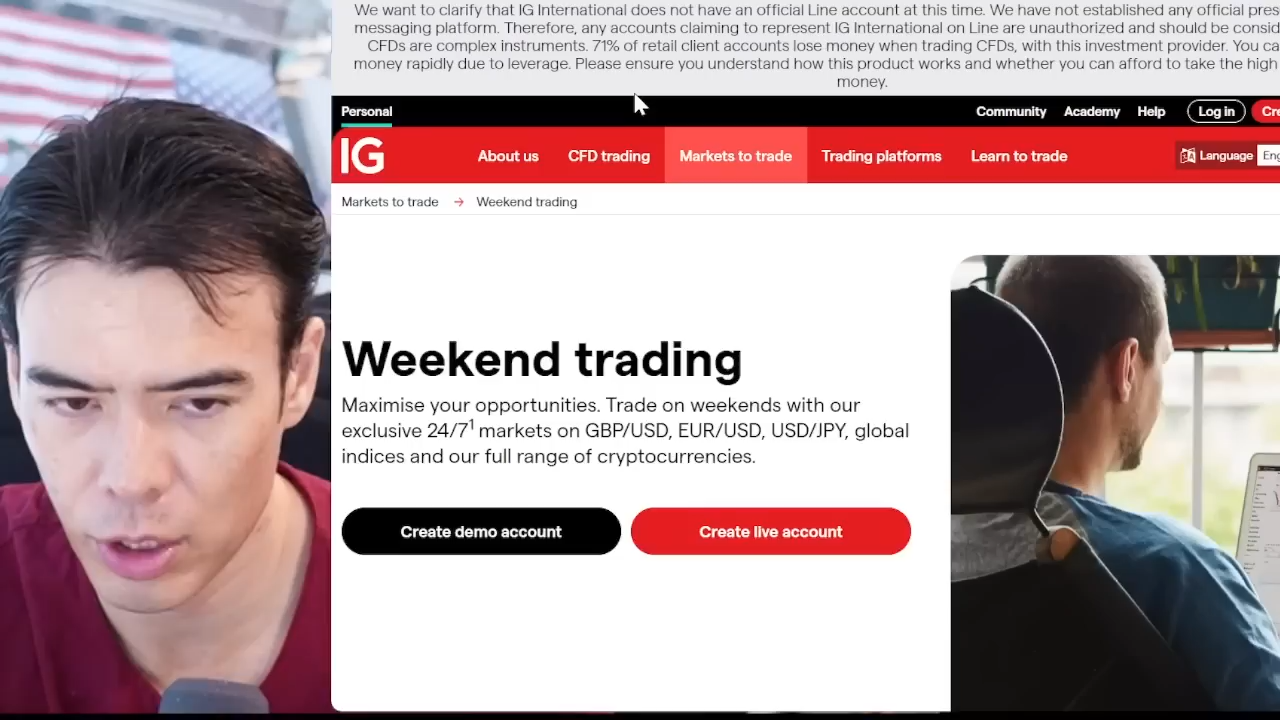 We want to clarify that IG International does not have an official Line account at this time. We have not established any official
messaging platform. Therefore, any accounts claiming to represent IG International on Line are unauthorized and should be
CFDs are complex instruments. 71% of retail client accounts lose money when trading CFDs, with this investment provider. You
money rapidly due to leverage. Please ensure you understand how this product works and whether you can afford to take the high
money.
Personal
Community Academy Help Log in
IG About us CFD trading Markets to trade Trading platforms Learn to trade Language
Markets to trade → Weekend trading
Weekend trading
Maximise your opportunities. Trade on weekends with our
exclusive 24/7¹ markets on GBP/USD, EUR/USD, USD/JPY, global
indices and our full range of cryptocurrencies.
Create demo account Create live account